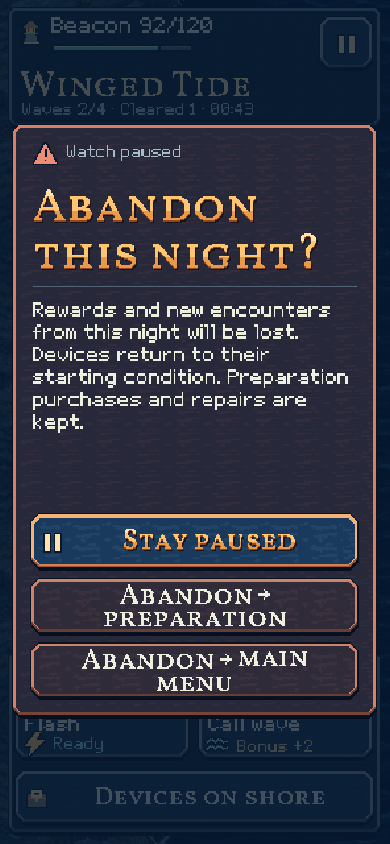 Beacon 92/120
Winged Tide
Waves 2/4 · Cleared 1 · 00:43
Watch paused
Abandon
this night?
Rewards and new encounters
from this night will be lost.
Devices return to their
starting condition. Preparation
purchases and repairs are
kept.
Stay paused
Abandon →
preparation
Abandon → main
menu
Flash
Ready
Call wave
Bonus +2
Devices on shore